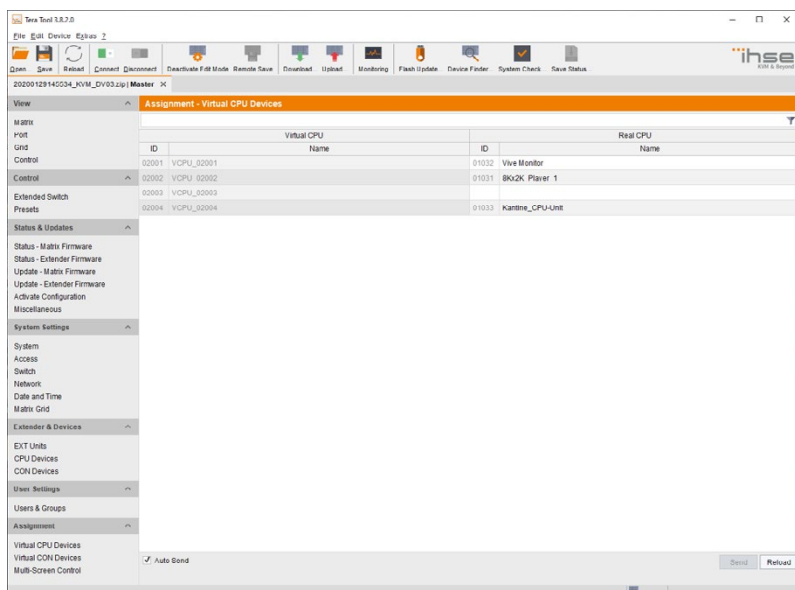 Tera Tool 3.8.2.0
File Edit Device Extras ?
Open... Save Reload Connect Disconnect Deactivate Edit Mode Remote Save Download... Upload... Monitoring Flash Update... Device Finder... System Check... Save Status...
ihse
KVM & Beyond
20200129145534_KVM_DV03.zip | Master
View
Assignment - Virtual CPU Devices
Matrix
Port
Grid
Control
Virtual CPU Real CPU
ID Name ID Name
02001 VCPU_02001 01032 Vive Monitor
02002 VCPU_02002 01031 8Kx2K_Player_1
02003 VCPU_02003
02004 VCPU_02004 01033 Kantine_CPU-Unit
Control
Extended Switch
Presets
Status & Updates
Status - Matrix Firmware
Status - Extender Firmware
Update - Matrix Firmware
Update - Extender Firmware
Activate Configuration
Miscellaneous
System Settings
System
Access
Switch
Network
Date and Time
Matrix Grid
Extender & Devices
EXT Units
CPU Devices
CON Devices
User Settings
Users & Groups
Assignment
Virtual CPU Devices
Virtual CON Devices
Multi-Screen Control
Auto Send
Send Reload